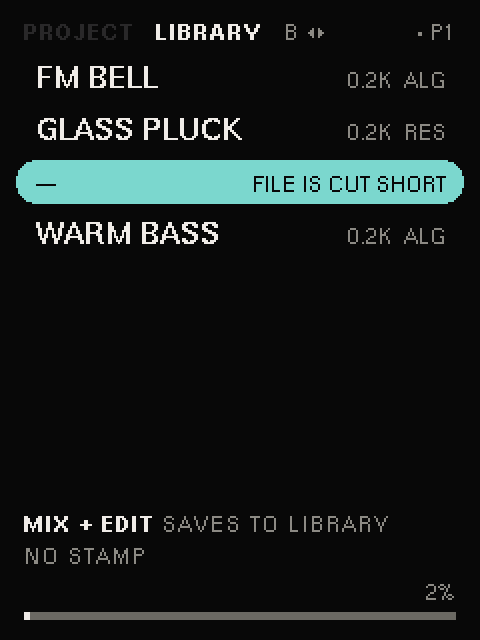 PROJECT LIBRARY B ◂▸ · P1
FM BELL 0.2K ALG
GLASS PLUCK 0.2K RES
— FILE IS CUT SHORT
WARM BASS 0.2K ALG
MIX + EDIT SAVES TO LIBRARY
NO STAMP
2%